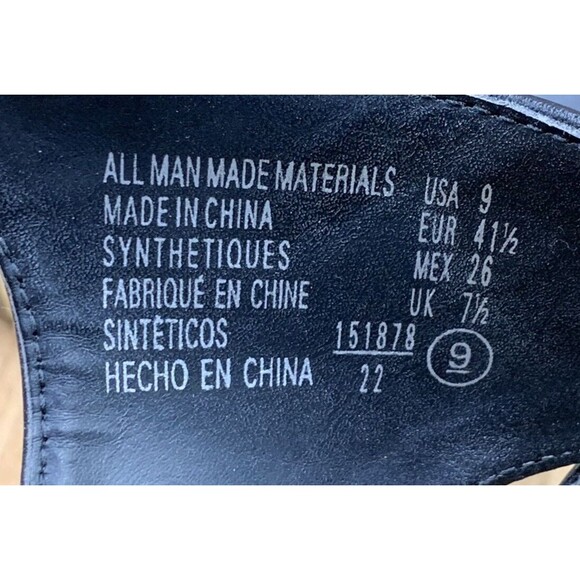 ALL MAN MADE MATERIALS
MADE IN CHINA
SYNTHETIQUES
FABRIQUÉ EN CHINE
SINTÉTICOS
HECHO EN CHINA
USA 9
EUR 41½
MEX 26
UK 7½
151878
22
9